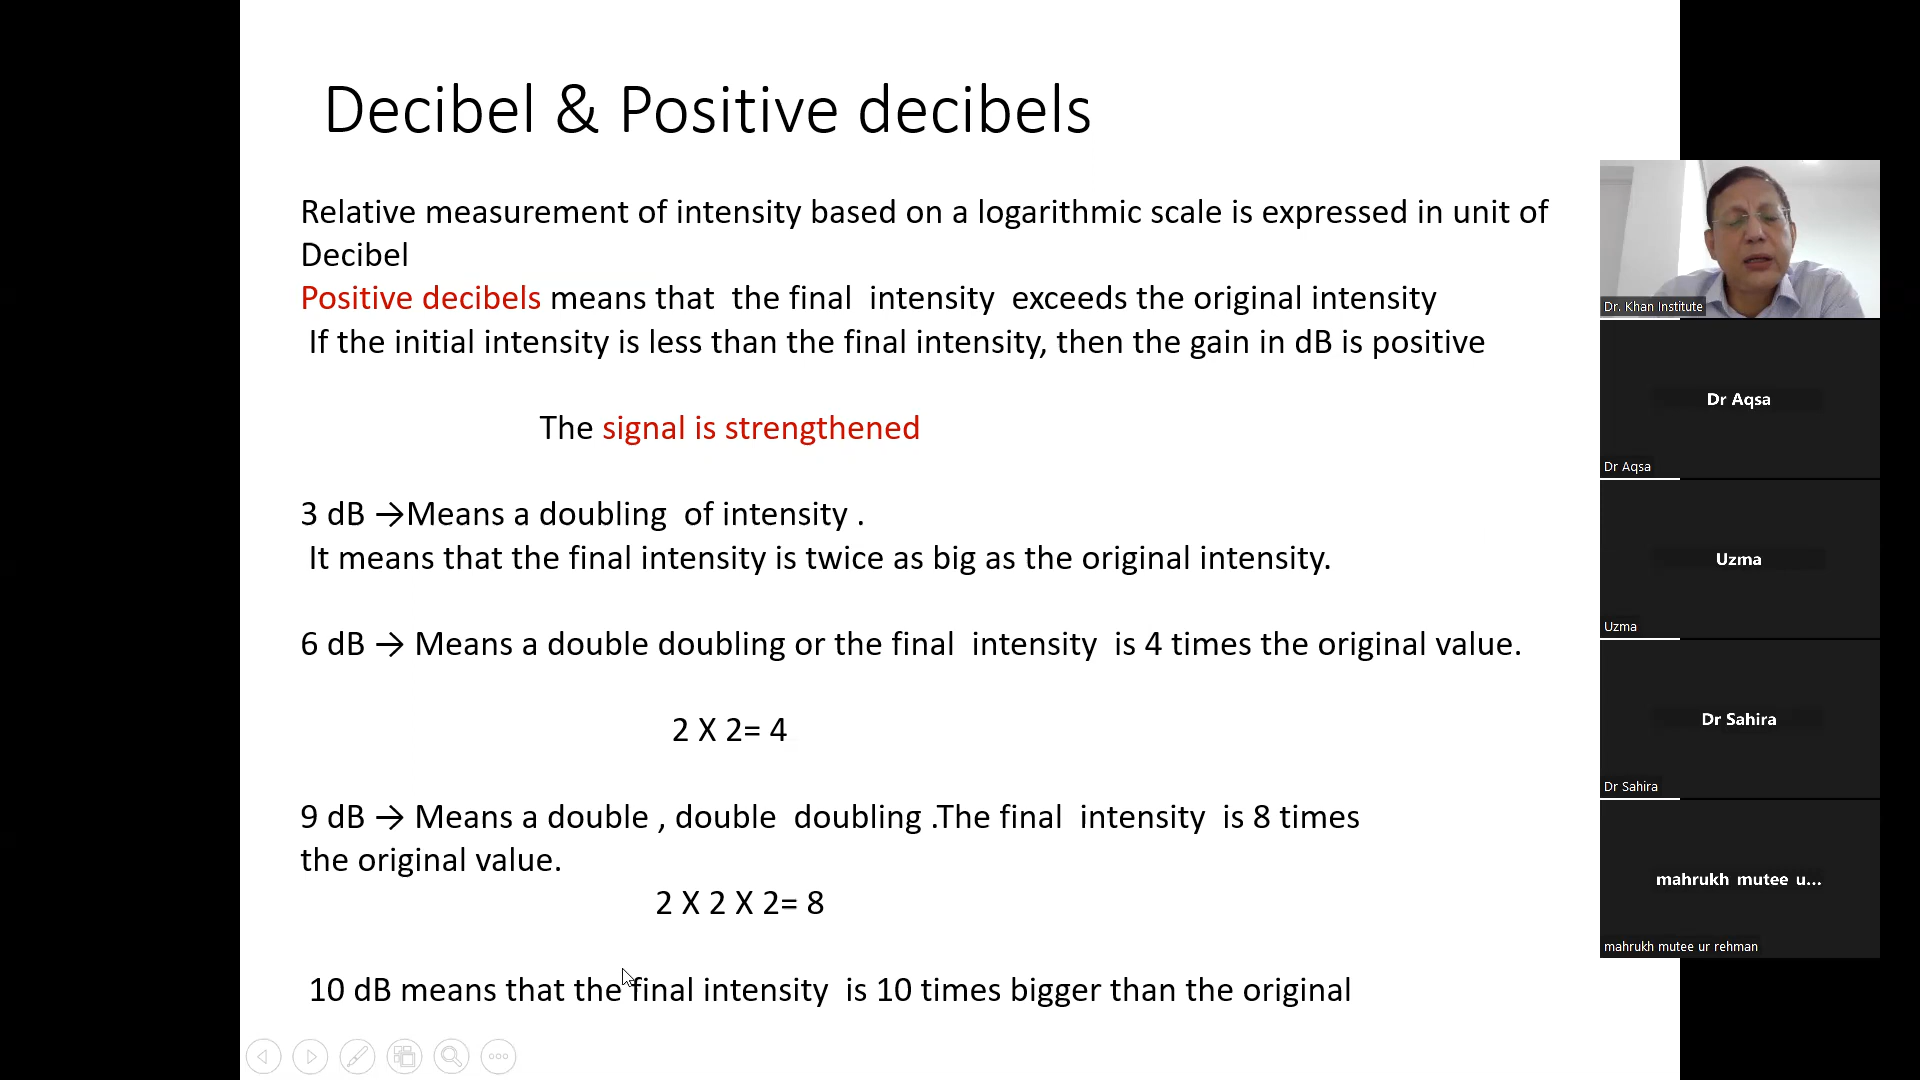 Decibel & Positive decibels
Relative measurement of intensity based on a logarithmic scale is expressed in unit of
Decibel
Positive decibels means that the final intensity exceeds the original intensity
If the initial intensity is less than the final intensity, then the gain in dB is positive
The signal is strengthened
3 dB →Means a doubling of intensity .
It means that the final intensity is twice as big as the original intensity.
6 dB → Means a double doubling or the final intensity is 4 times the original value.
2 X 2= 4
9 dB → Means a double , double doubling .The final intensity is 8 times
the original value.
2 X 2 X 2= 8
10 dB means that the final intensity is 10 times bigger than the original
Dr. Khan Institute
Dr Aqsa
Dr Aqsa
Uzma
Uzma
Dr Sahira
Dr Sahira
mahrukh mutee u...
mahrukh mutee ur rehman